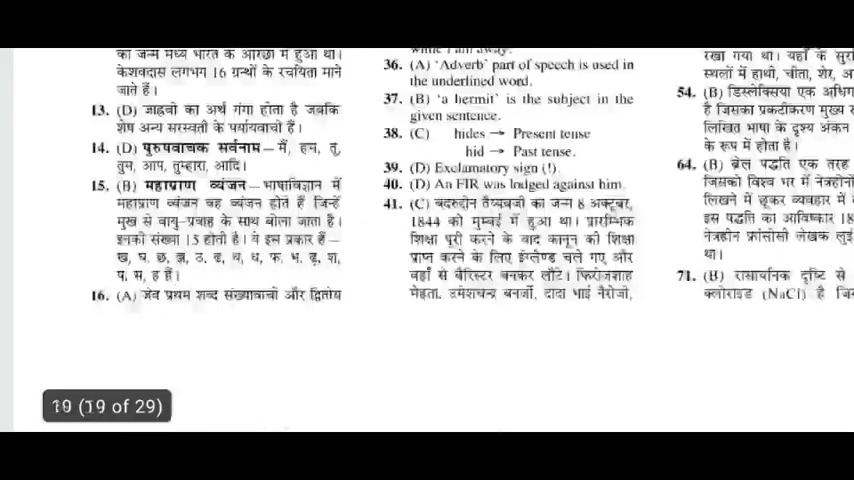 का जन्म मध्य भारत के ओरछा में हुआ था।
केशवदास लगभग 16 ग्रन्थों के रचयिता माने
जाते हैं।
13. (D) जाह्नवी का अर्थ गंगा होता है जबकि
शेष अन्य सरस्वती के पर्यायवाची हैं।
14. (D) पुरुषवाचक सर्वनाम – मैं, हम, तू,
तुम, आप, तुम्हारा, आदि।
15. (B) महाप्राण व्यंजन – भाषाविज्ञान में
महाप्राण व्यंजन वह व्यंजन होते हैं जिन्हें
मुख से वायु-प्रवाह के साथ बोला जाता है।
इनकी संख्या 15 होती है। ये इस प्रकार हैं –
ख, घ, छ, झ, ठ, ढ, थ, ध, फ, भ, ढ़, श,
ष, स, ह हैं।
16. (A) जब प्रथम शब्द संख्यावाची और द्वितीय
while I am away.
36. (A) ‘Adverb’ part of speech is used in
the underlined word.
37. (B) ‘a hermit’ is the subject in the
given sentence.
38. (C) hides → Present tense
hid → Past tense.
39. (D) Exclamatory sign (!).
40. (D) An FIR was lodged against him.
41. (C) बदरुद्दीन तैय्यबजी का जन्म 8 अक्टूबर,
1844 को मुम्बई में हुआ था। प्रारम्भिक
शिक्षा पूरी करने के बाद कानून की शिक्षा
प्राप्त करने के लिए इंग्लैण्ड चले गए और
वहाँ से बैरिस्टर बनकर लौटे। फिरोजशाह
मेहता, उमेशचन्द्र बनर्जी, दादा भाई नैरोजी,
रखा गया था। यहाँ के सुर
स्थलों में हाथी, चीता, शेर, अ
54. (B) डिस्लेक्सिया एक अधिग
है जिसका प्रकटीकरण मुख्य र
लिखित भाषा के दृश्य अंकन
के रूप में होता है।
64. (B) ब्रेल पद्धति एक तरह
जिसको विश्व भर में नेत्रहीनों
लिखने में छूकर व्यवहार में
इस पद्धति का आविष्कार 18
नेत्रहीन फ्रांसीसी लेखक लुई
था।
71. (B) रासायनिक दृष्टि से
क्लोराइड (NaCl) है जि
19 (19 of 29)